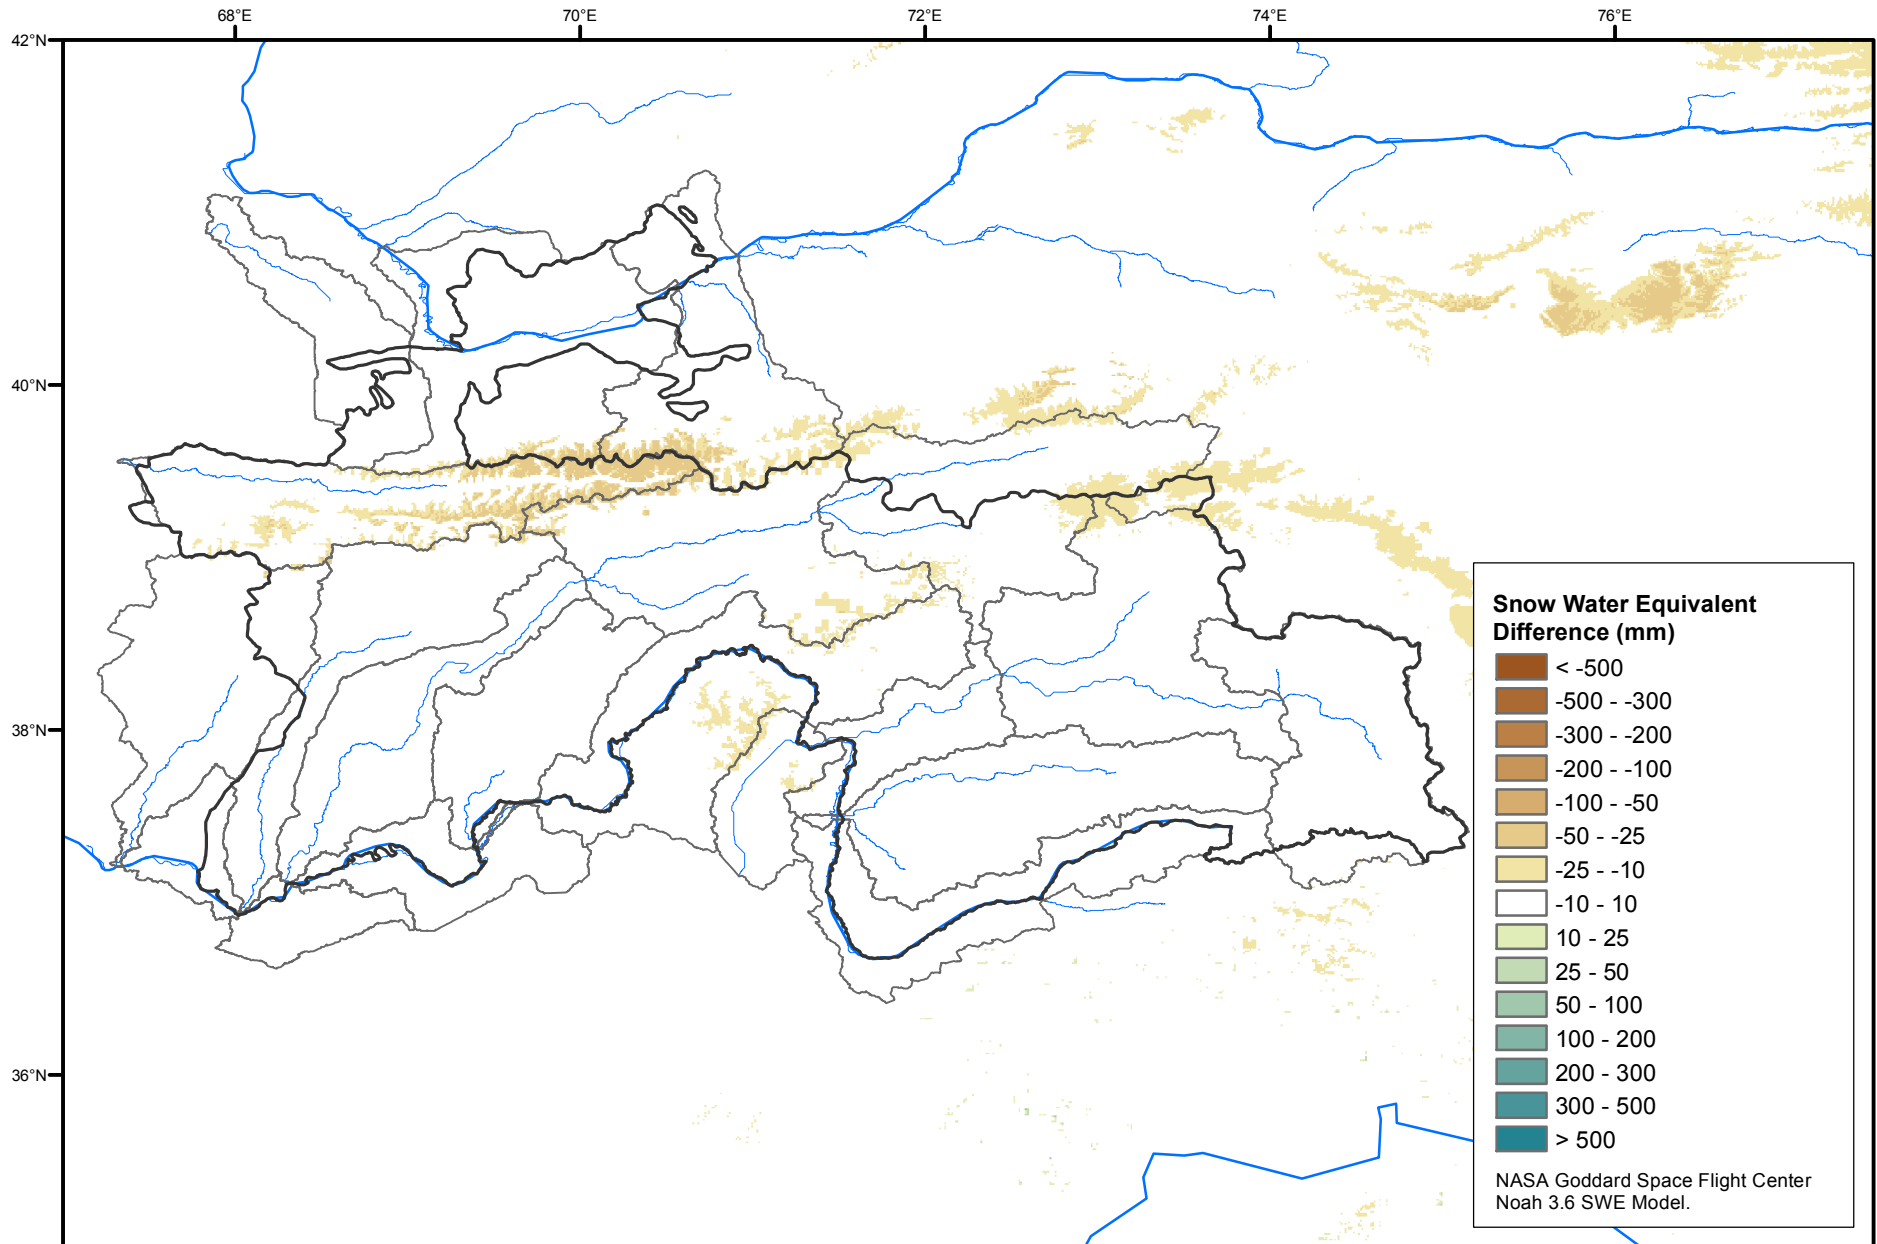 68°E
70°E
72°E
74°E
76°E
42°N
40°N
38°N
36°N
Snow Water Equivalent
Difference (mm)
< -500
-500 - -300
-300 - -200
-200 - -100
-100 - -50
-50 - -25
-25 - -10
-10 - 10
10 - 25
25 - 50
50 - 100
100 - 200
200 - 300
300 - 500
> 500
NASA Goddard Space Flight Center
Noah 3.6 SWE Model.